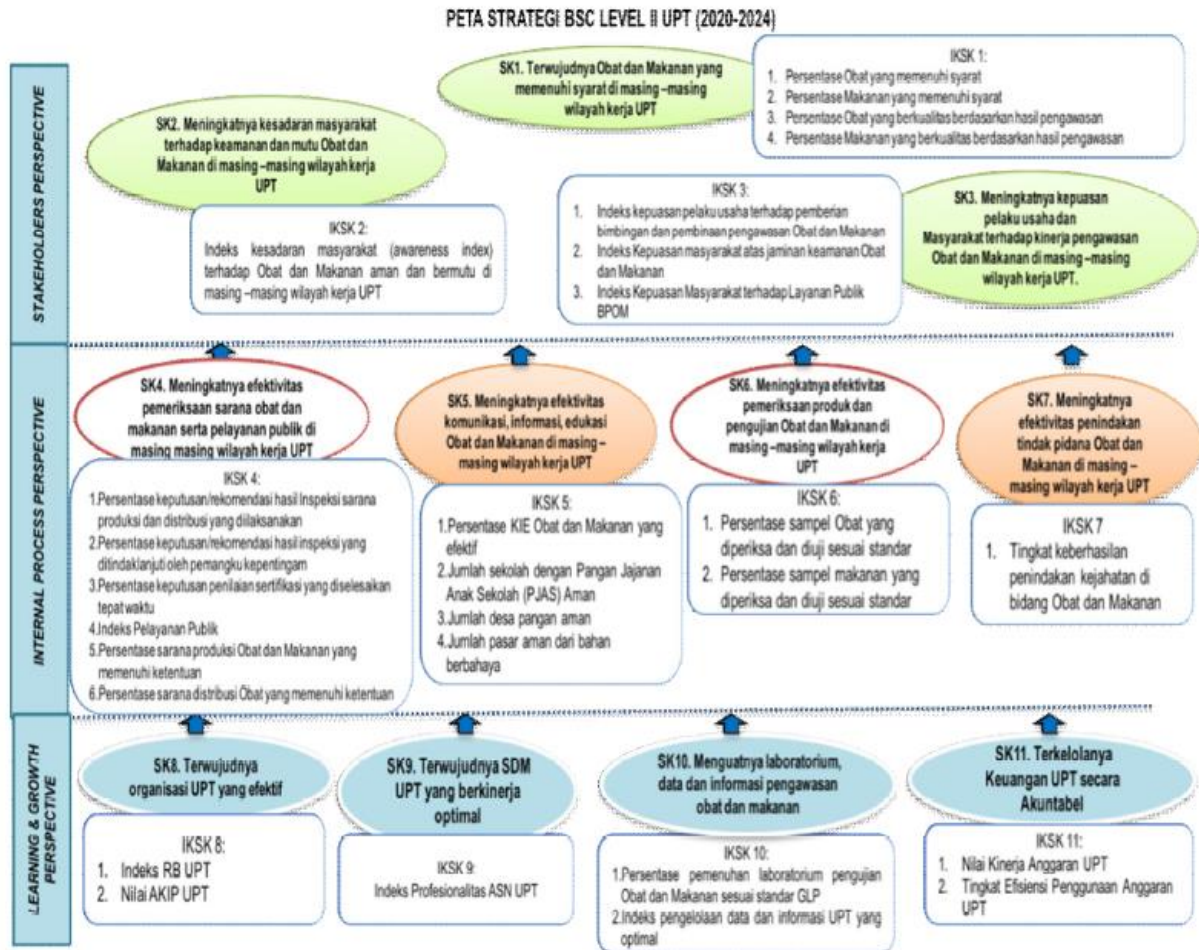 PETA STRATEGI BSC LEVEL II UPT (2020-2024)
STAKEHOLDERS PERSPECTIVE
SK1. Terwujudnya Obat dan Makanan yang
memenuhi syarat di masing –masing
wilayah kerja UPT
IKSK 1:
1. Persentase Obat yang memenuhi syarat
2. Persentase Makanan yang memenuhi syarat
3. Persentase Obat yang berkualitas berdasarkan hasil pengawasan
4. Persentase Makanan yang berkualitas berdasarkan hasil pengawasan
SK2. Meningkatnya kesadaran masyarakat
terhadap keamanan dan mutu Obat dan
Makanan di masing –masing wilayah kerja
UPT
IKSK 2:
Indeks kesadaran masyarakat (awareness index)
terhadap Obat dan Makanan aman dan bermutu di
masing –masing wilayah kerja UPT
IKSK 3:
1. Indeks kepuasan pelaku usaha terhadap pemberian
bimbingan dan pembinaan pengawasan Obat dan Makanan
2. Indeks Kepuasan masyarakat atas jaminan keamanan Obat
dan Makanan
3. Indeks Kepuasan Masyarakat terhadap Layanan Publik
BPOM
SK3. Meningkatnya kepuasan
pelaku usaha dan
Masyarakat terhadap kinerja pengawasan
Obat dan Makanan di masing –masing
wilayah kerja UPT.
INTERNAL PROCESS PERSPECTIVE
SK4. Meningkatnya efektivitas
pemeriksaan sarana obat dan
makanan serta pelayanan publik di
masing masing wilayah kerja UPT
IKSK 4:
1.Persentase keputusan/rekomendasi hasil Inspeksi sarana
produksi dan distribusi yang dilaksanakan
2.Persentase keputusan/rekomendasi hasil inspeksi yang
ditindaklanjuti oleh pemangku kepentingam
3.Persentase keputusan penilaian sertifikasi yang diselesaikan
tepat waktu
4.Indeks Pelayanan Publik
5.Persentase sarana produksi Obat dan Makanan yang
memenuhi ketentuan
6.Persentase sarana distribusi Obat yang memenuhi ketentuan
SK5. Meningkatnya efektivitas
komunikasi, informasi, edukasi
Obat dan Makanan di masing –
masing wilayah kerja UPT
IKSK 5:
1.Persentase KIE Obat dan Makanan yang
efektif
2.Jumlah sekolah dengan Pangan Jajanan
Anak Sekolah (PJAS) Aman
3.Jumlah desa pangan aman
4.Jumlah pasar aman dari bahan
berbahaya
SK6. Meningkatnya efektivitas
pemeriksaan produk dan
pengujian Obat dan Makanan di
masing –masing wilayah kerja
UPT
IKSK 6:
1. Persentase sampel Obat yang
diperiksa dan diuji sesuai standar
2. Persentase sampel makanan yang
diperiksa dan diuji sesuai standar
SK7. Meningkatnya
efektivitas penindakan
tindak pidana Obat dan
Makanan di masing –
masing wilayah kerja UPT
IKSK 7
1. Tingkat keberhasilan
penindakan kejahatan di
bidang Obat dan Makanan
LEARNING & GROWTH
PERSPECTIVE
SK8. Terwujudnya
organisasi UPT yang efektif
IKSK 8:
1. Indeks RB UPT
2. Nilai AKIP UPT
SK9. Terwujudnya SDM
UPT yang berkinerja
optimal
IKSK 9:
Indeks Profesionalitas ASN UPT
SK10. Menguatnya laboratorium,
data dan informasi pengawasan
obat dan makanan
IKSK 10:
1.Persentase pemenuhan laboratorium pengujian
Obat dan Makanan sesuai standar GLP
2.Indeks pengelolaan data dan informasi UPT yang
optimal
SK11. Terkelolanya
Keuangan UPT secara
Akuntabel
IKSK 11:
1. Nilai Kinerja Anggaran UPT
2. Tingkat Efisiensi Penggunaan Anggaran
UPT